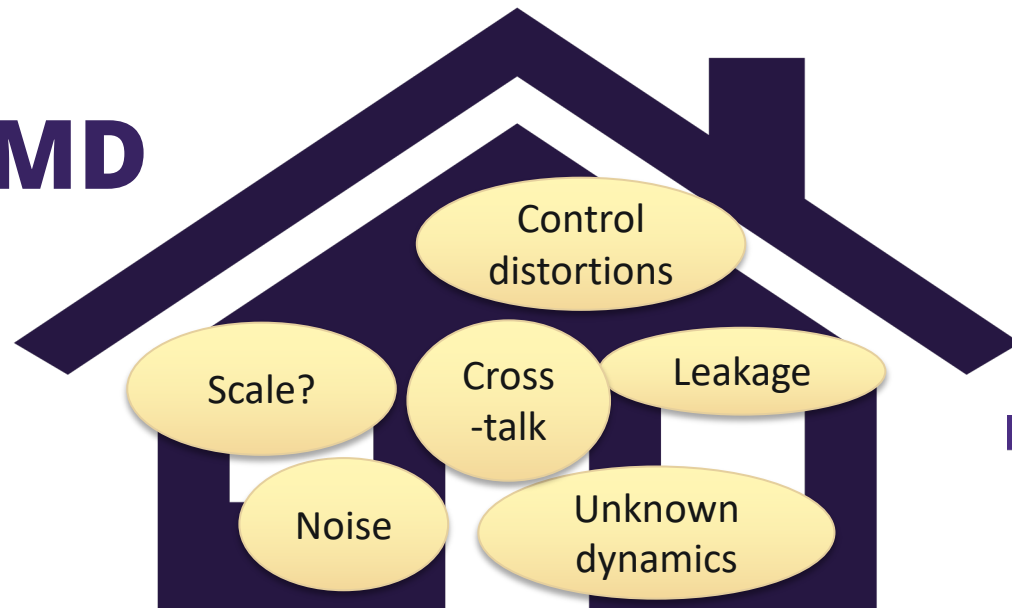 MD
Control
distortions
Scale?
Cross
-talk
Leakage
Noise
Unknown
dynamics